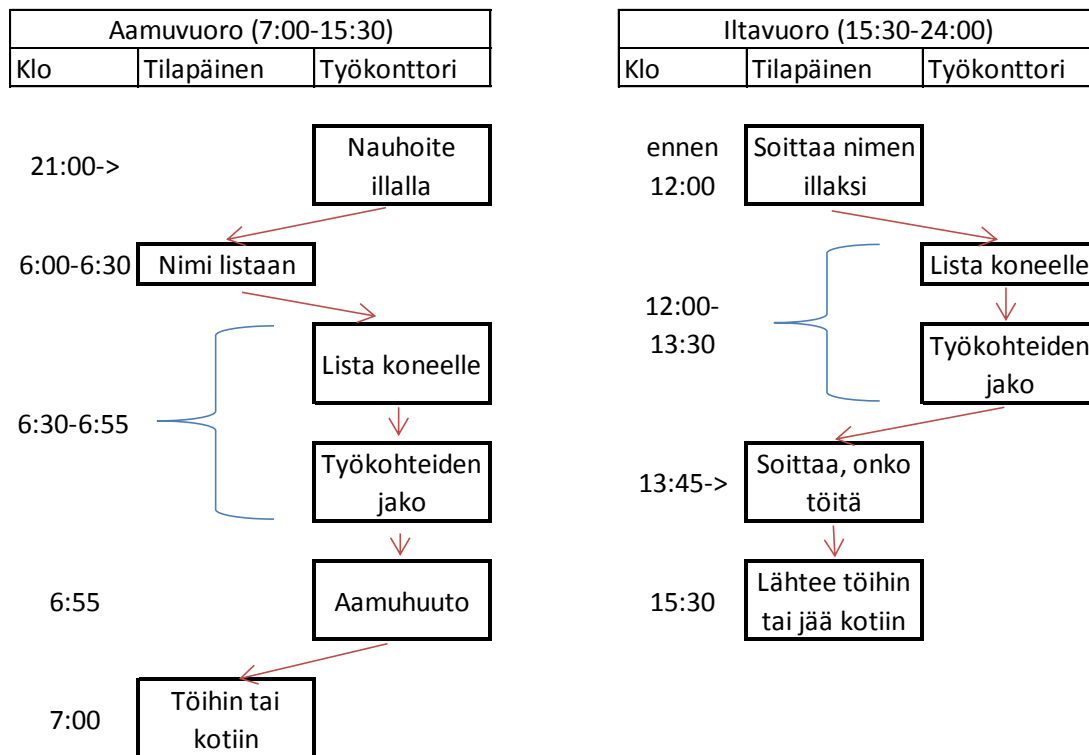 Aamuvuoro (7:00-15:30)
Klo Tilapäinen Työkonttori
21:00->
Nauhoite
illalla
6:00-6:30
Nimi listaan
Lista koneelle
6:30-6:55
Työkohteiden
jako
6:55
Aamuhuuto
7:00
Töihin tai
kotiin
Iltavuoro (15:30-24:00)
Klo Tilapäinen Työkonttori
ennen
12:00
Soittaa nimen
illaksi
Lista koneelle
12:00-
13:30
Työkohteiden
jako
13:45->
Soittaa, onko
töitä
15:30
Lähtee töihin
tai jää kotiin